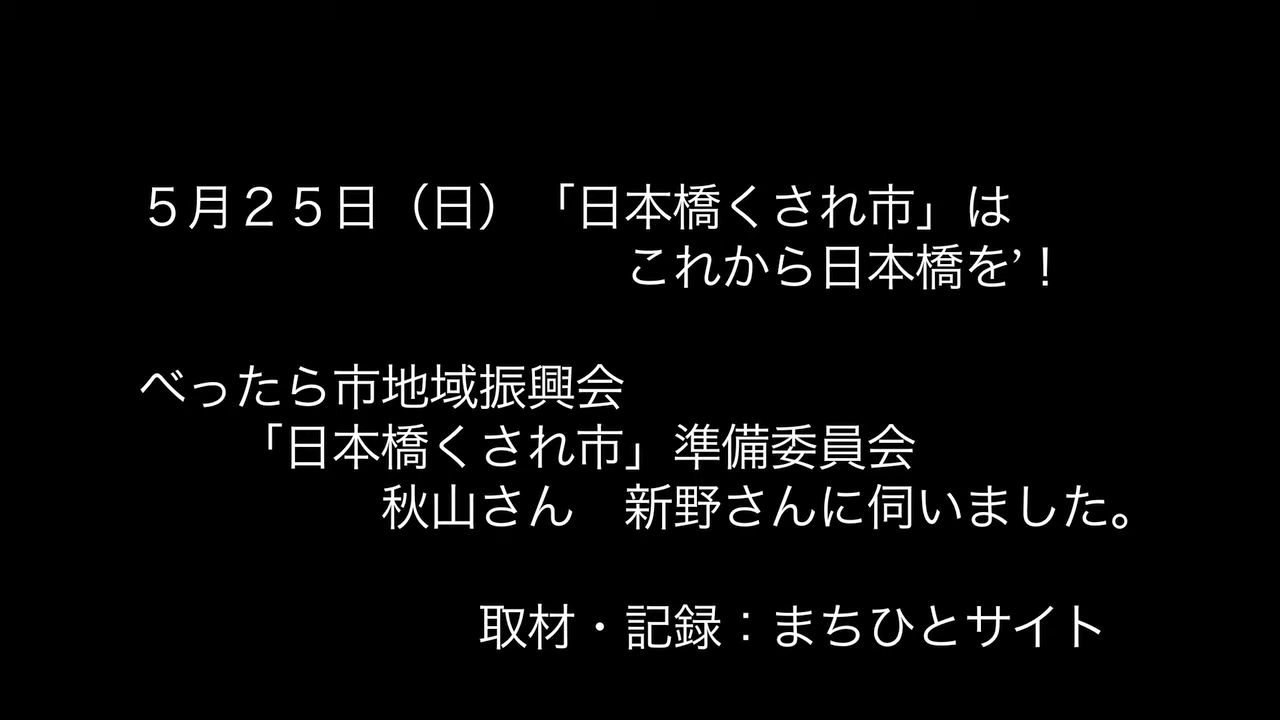 ５月２５日（日）「日本橋くされ市」は
これから日本橋を’！
べったら市地域振興会
「日本橋くされ市」準備委員会
秋山さん　新野さんに伺いました。
取材・記録：まちひとサイト